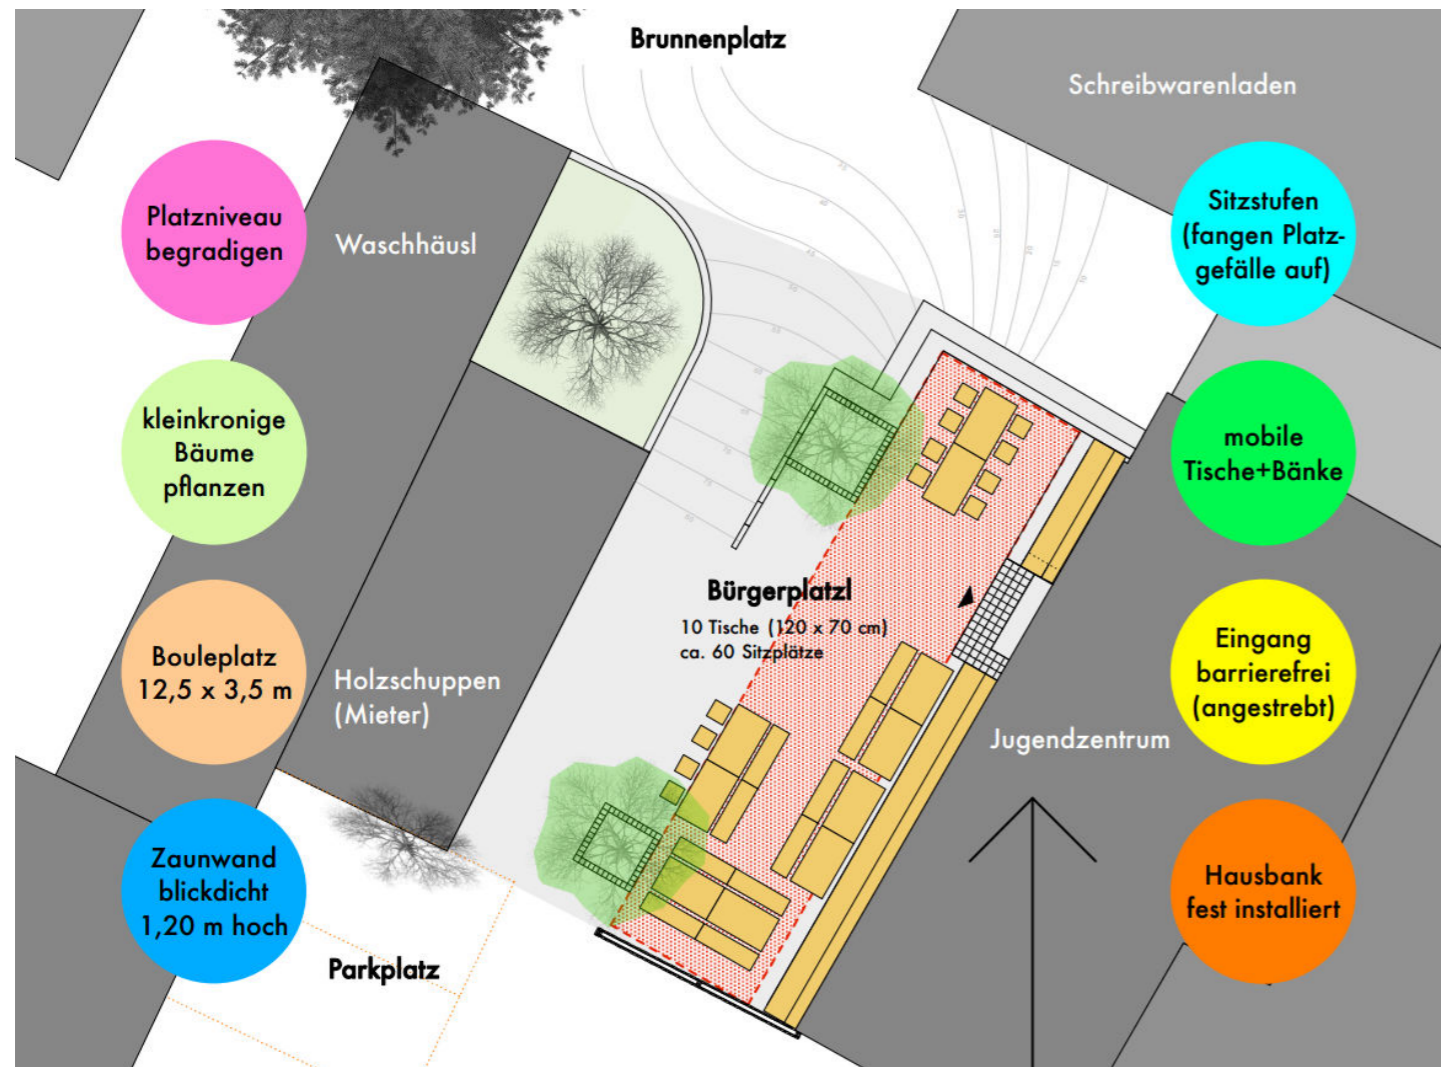 Brunnenplatz
Schreibwarenladen
Platzniveau
begradigen
Waschhäusl
Sitzstufen
(fangen Platz-
gefälle auf)
kleinkronige
Bäume
pflanzen
mobile
Tische+Bänke
Bürgerplatzl
10 Tische (120 x 70 cm)
ca. 60 Sitzplätze
Bouleplatz
12,5 x 3,5 m
Holzschuppen
(Mieter)
Eingang
barrierefrei
(angestrebt)
Jugendzentrum
Zaunwand
blickdicht
1,20 m hoch
Hausbank
fest installiert
Parkplatz